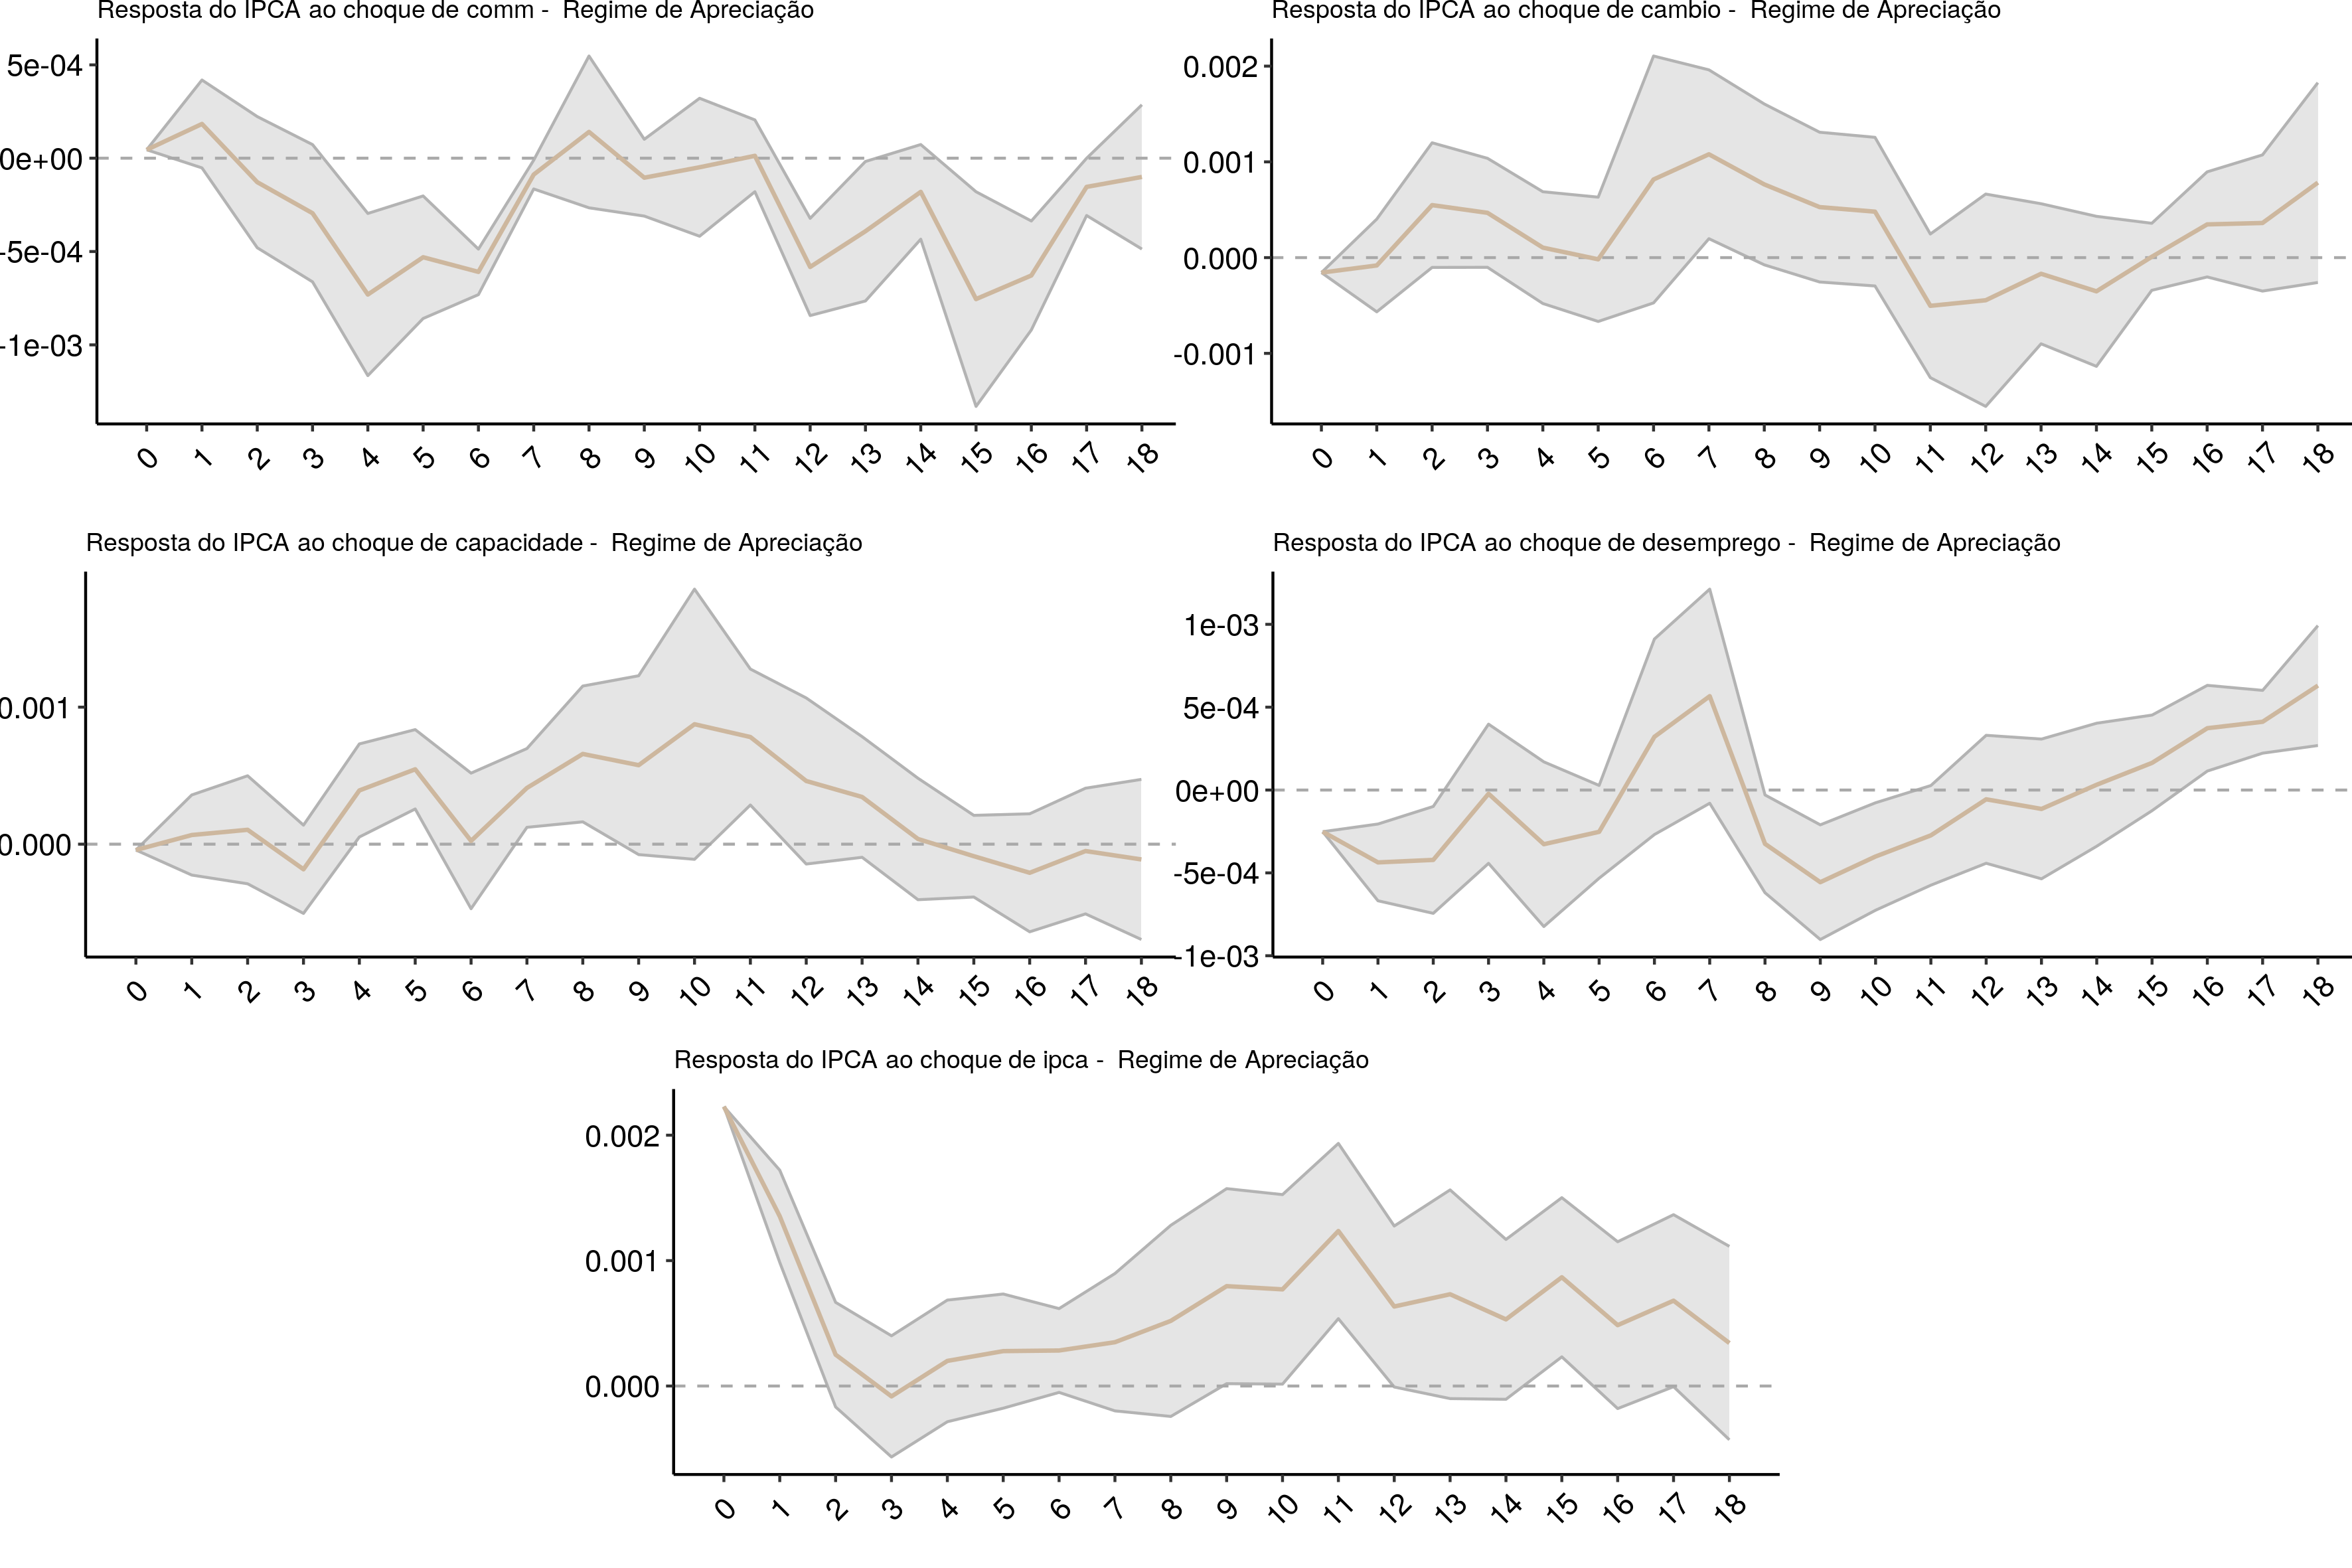 Resposta do IPCA ao choque de comm -  Regime de Apreciação
5e-04
0e+00
-5e-04
-1e-03
0 1 2 3 4 5 6 7 8 9 10 11 12 13 14 15 16 17 18
Resposta do IPCA ao choque de cambio -  Regime de Apreciação
0.002
0.001
0.000
-0.001
0 1 2 3 4 5 6 7 8 9 10 11 12 13 14 15 16 17 18
Resposta do IPCA ao choque de capacidade -  Regime de Apreciação
0.001
0.000
0 1 2 3 4 5 6 7 8 9 10 11 12 13 14 15 16 17 18
Resposta do IPCA ao choque de desemprego -  Regime de Apreciação
1e-03
5e-04
0e+00
-5e-04
-1e-03
0 1 2 3 4 5 6 7 8 9 10 11 12 13 14 15 16 17 18
Resposta do IPCA ao choque de ipca -  Regime de Apreciação
0.002
0.001
0.000
0 1 2 3 4 5 6 7 8 9 10 11 12 13 14 15 16 17 18